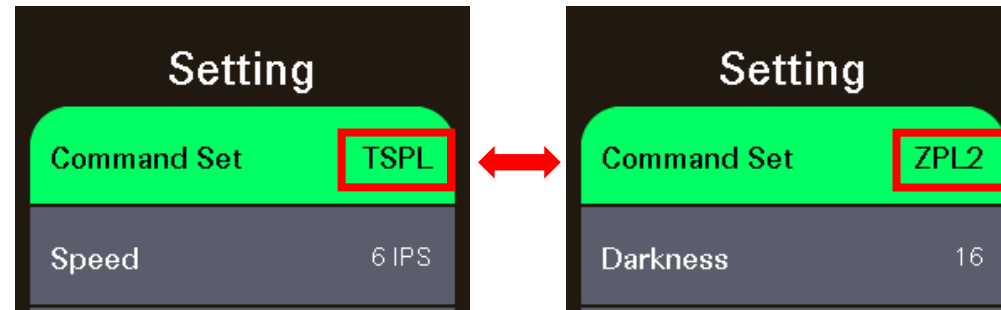 Setting
Command Set TSPL
Speed 6 IPS
Setting
Command Set ZPL2
Darkness 16